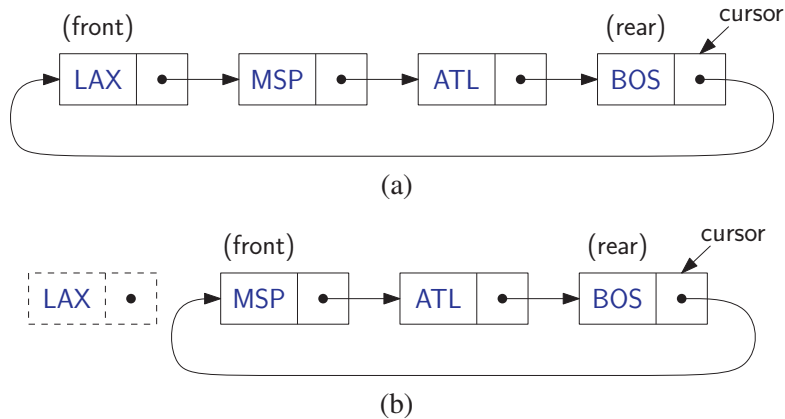 cursor
(front) (rear)
LAX MSP ATL BOS
(a)
cursor
(front) (rear)
LAX MSP ATL BOS
(b)